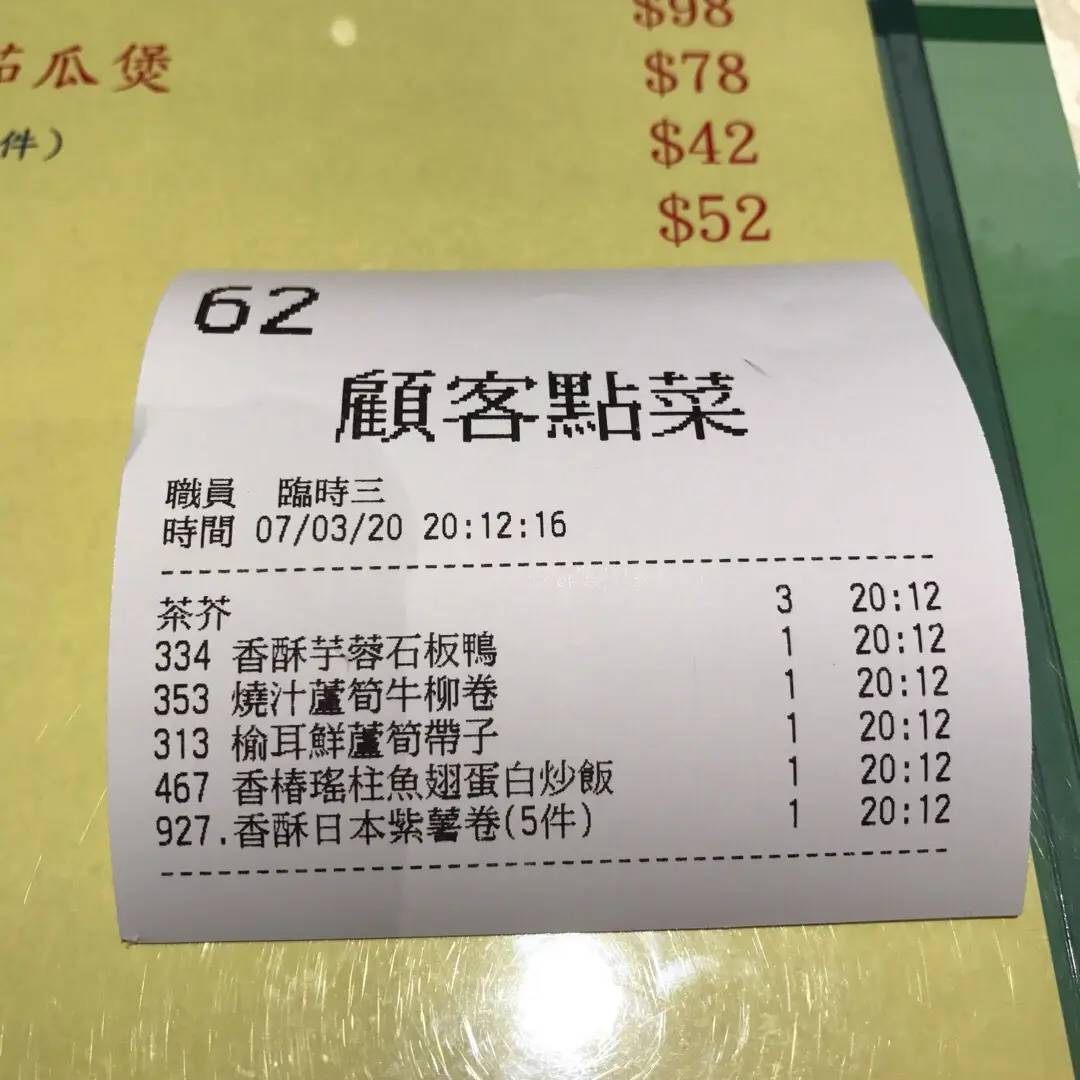 $98
茄瓜煲 $78
件) $42
$52
62
顧客點菜
職員 臨時三
時間 07/03/20 20:12:16
茶芥 3 20:12
334 香酥芋蓉石板鴨 1 20:12
353 燒汁蘆筍牛柳卷 1 20:12
313 榆耳鮮蘆筍帶子 1 20:12
467 香椿瑤柱魚翅蛋白炒飯 1 20:12
927.香酥日本紫薯卷(5件) 1 20:12